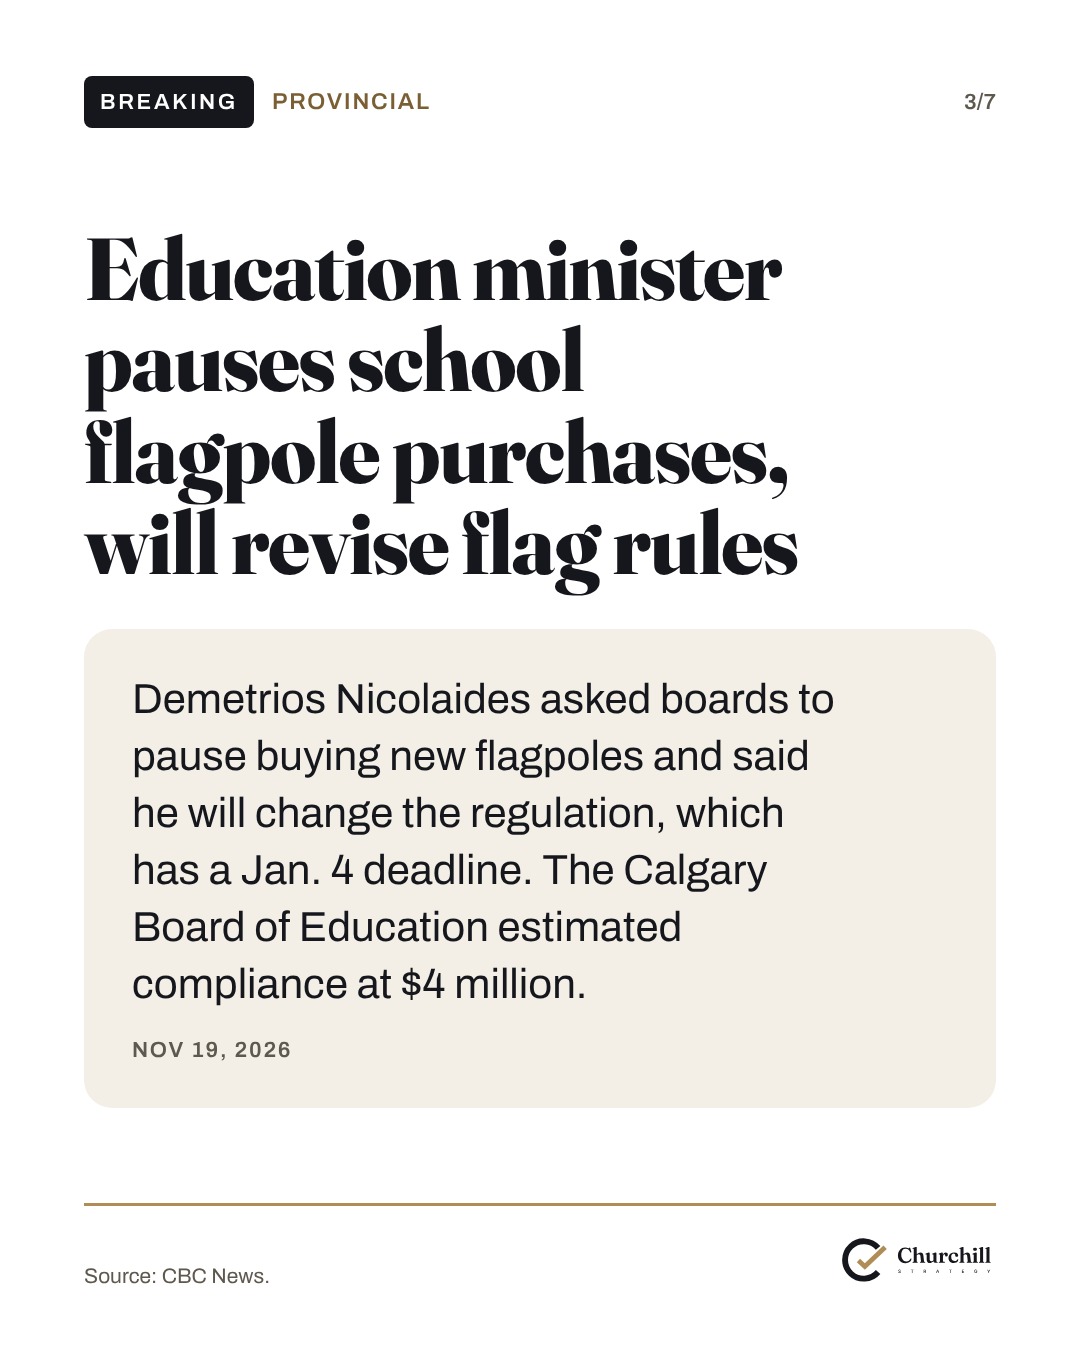 BREAKING PROVINCIAL 3/7
Education minister
pauses school
flagpole purchases,
will revise flag rules
Demetrios Nicolaides asked boards to
pause buying new flagpoles and said
he will change the regulation, which
has a Jan. 4 deadline. The Calgary
Board of Education estimated
compliance at $4 million.
NOV 19, 2026
Source: CBC News.
Churchill
STRATEGY